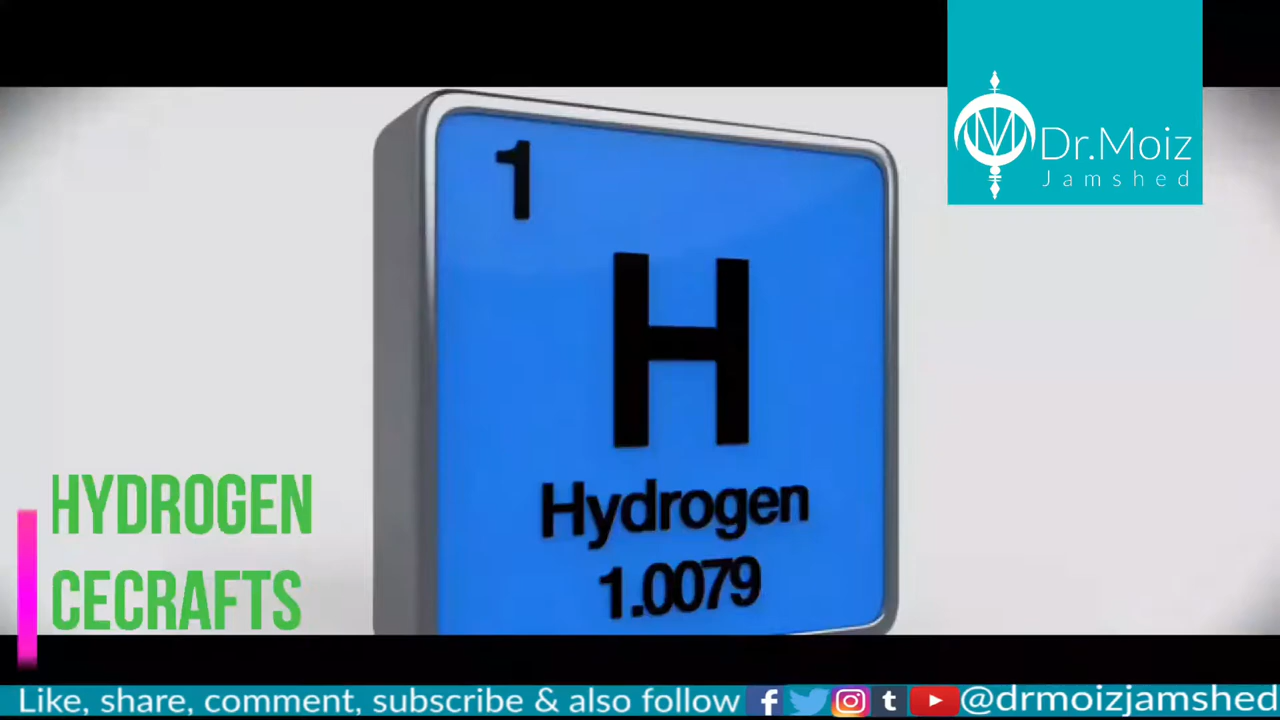 Dr.Moiz
Jamshed
1
H
Hydrogen
1.0079
HYDROGEN
CECRAFTS
Like, share, comment, subscribe & also follow @drmoizjamshed